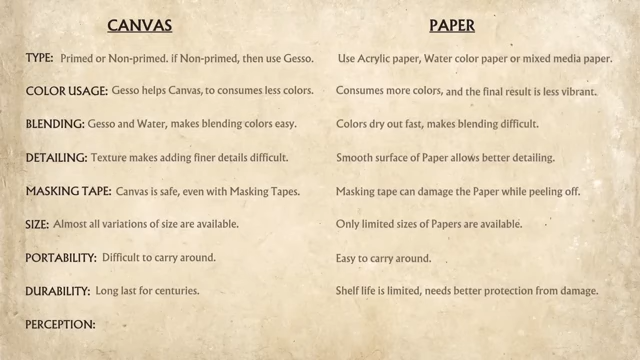 CANVAS PAPER
TYPE: Primed or Non-primed. if Non-primed, then use Gesso. Use Acrylic paper, Water color paper or mixed media paper.
COLOR USAGE: Gesso helps Canvas, to consumes less colors. Consumes more colors, and the final result is less vibrant.
BLENDING: Gesso and Water, makes blending colors easy. Colors dry out fast, makes blending difficult.
DETAILING: Texture makes adding finer details difficult. Smooth surface of Paper allows better detailing.
MASKING TAPE: Canvas is safe, even with Masking Tapes. Masking tape can damage the Paper while peeling off.
SIZE: Almost all variations of size are available. Only limited sizes of Papers are available.
PORTABILITY: Difficult to carry around. Easy to carry around.
DURABILITY: Long last for centuries. Shelf life is limited, needs better protection from damage.
PERCEPTION: